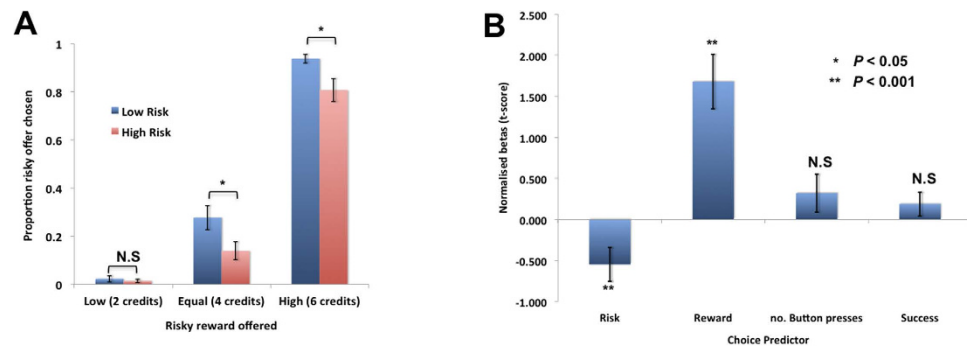 A
Proportion risky offer chosen
1
0.8
0.6
0.4
0.2
0
Low Risk
High Risk
N.S
*
*
Low (2 credits) Equal (4 credits) High (6 credits)
Risky reward offered
B
Normalised betas (t-score)
2.500
2.000
1.500
1.000
0.500
0.000
-0.500
-1.000
**
**
N.S
N.S
* P < 0.05
** P < 0.001
Risk Reward no. Button presses Success
Choice Predictor